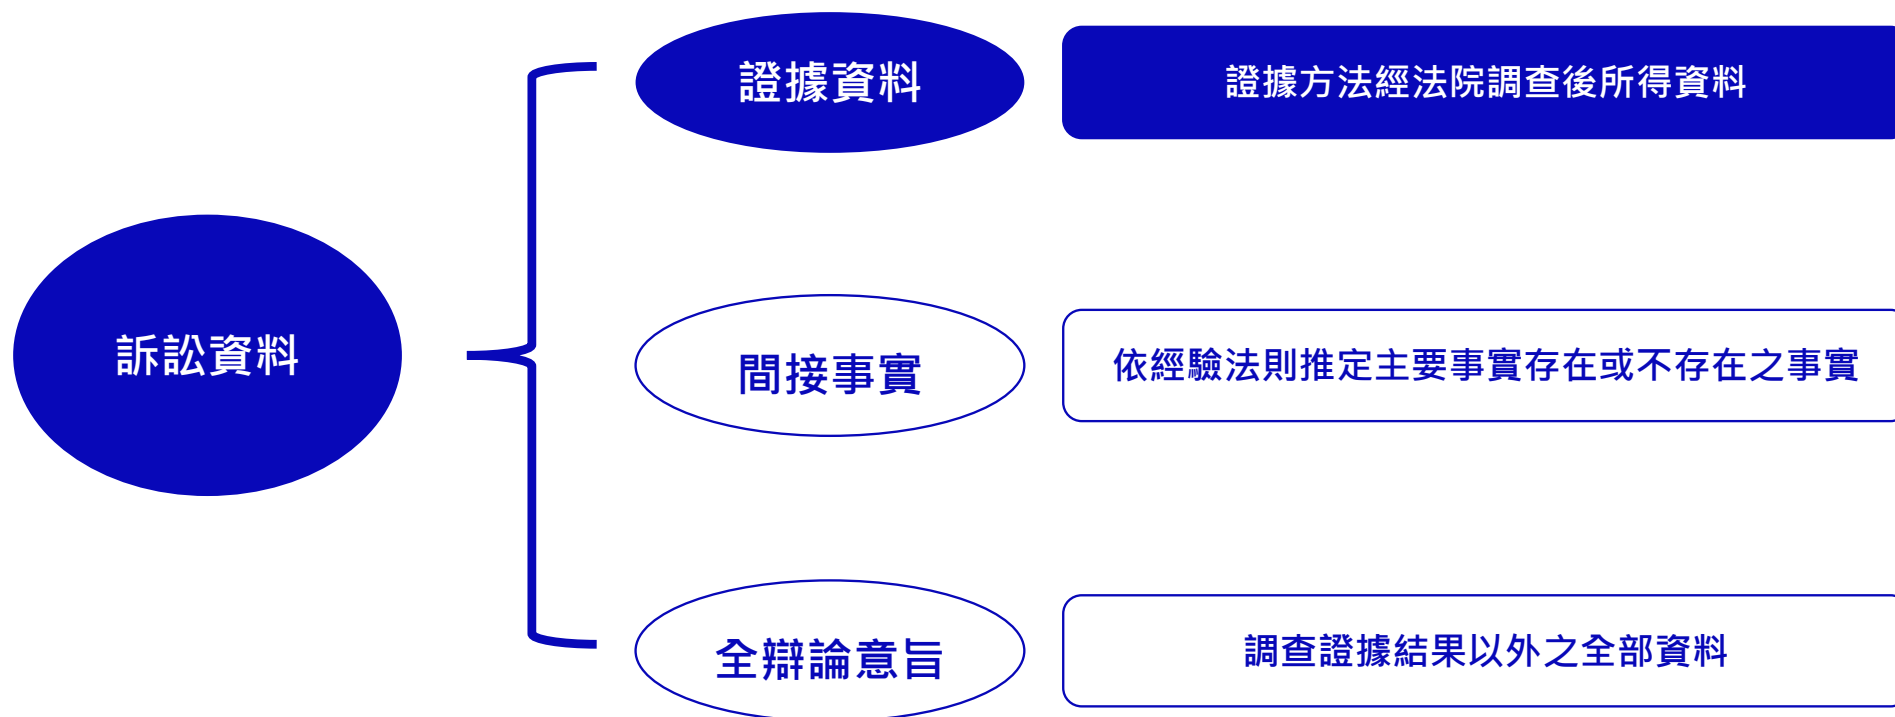 證據資料
證據方法經法院調查後所得資料
訴訟資料
間接事實
依經驗法則推定主要事實存在或不存在之事實
全辯論意旨
調查證據結果以外之全部資料